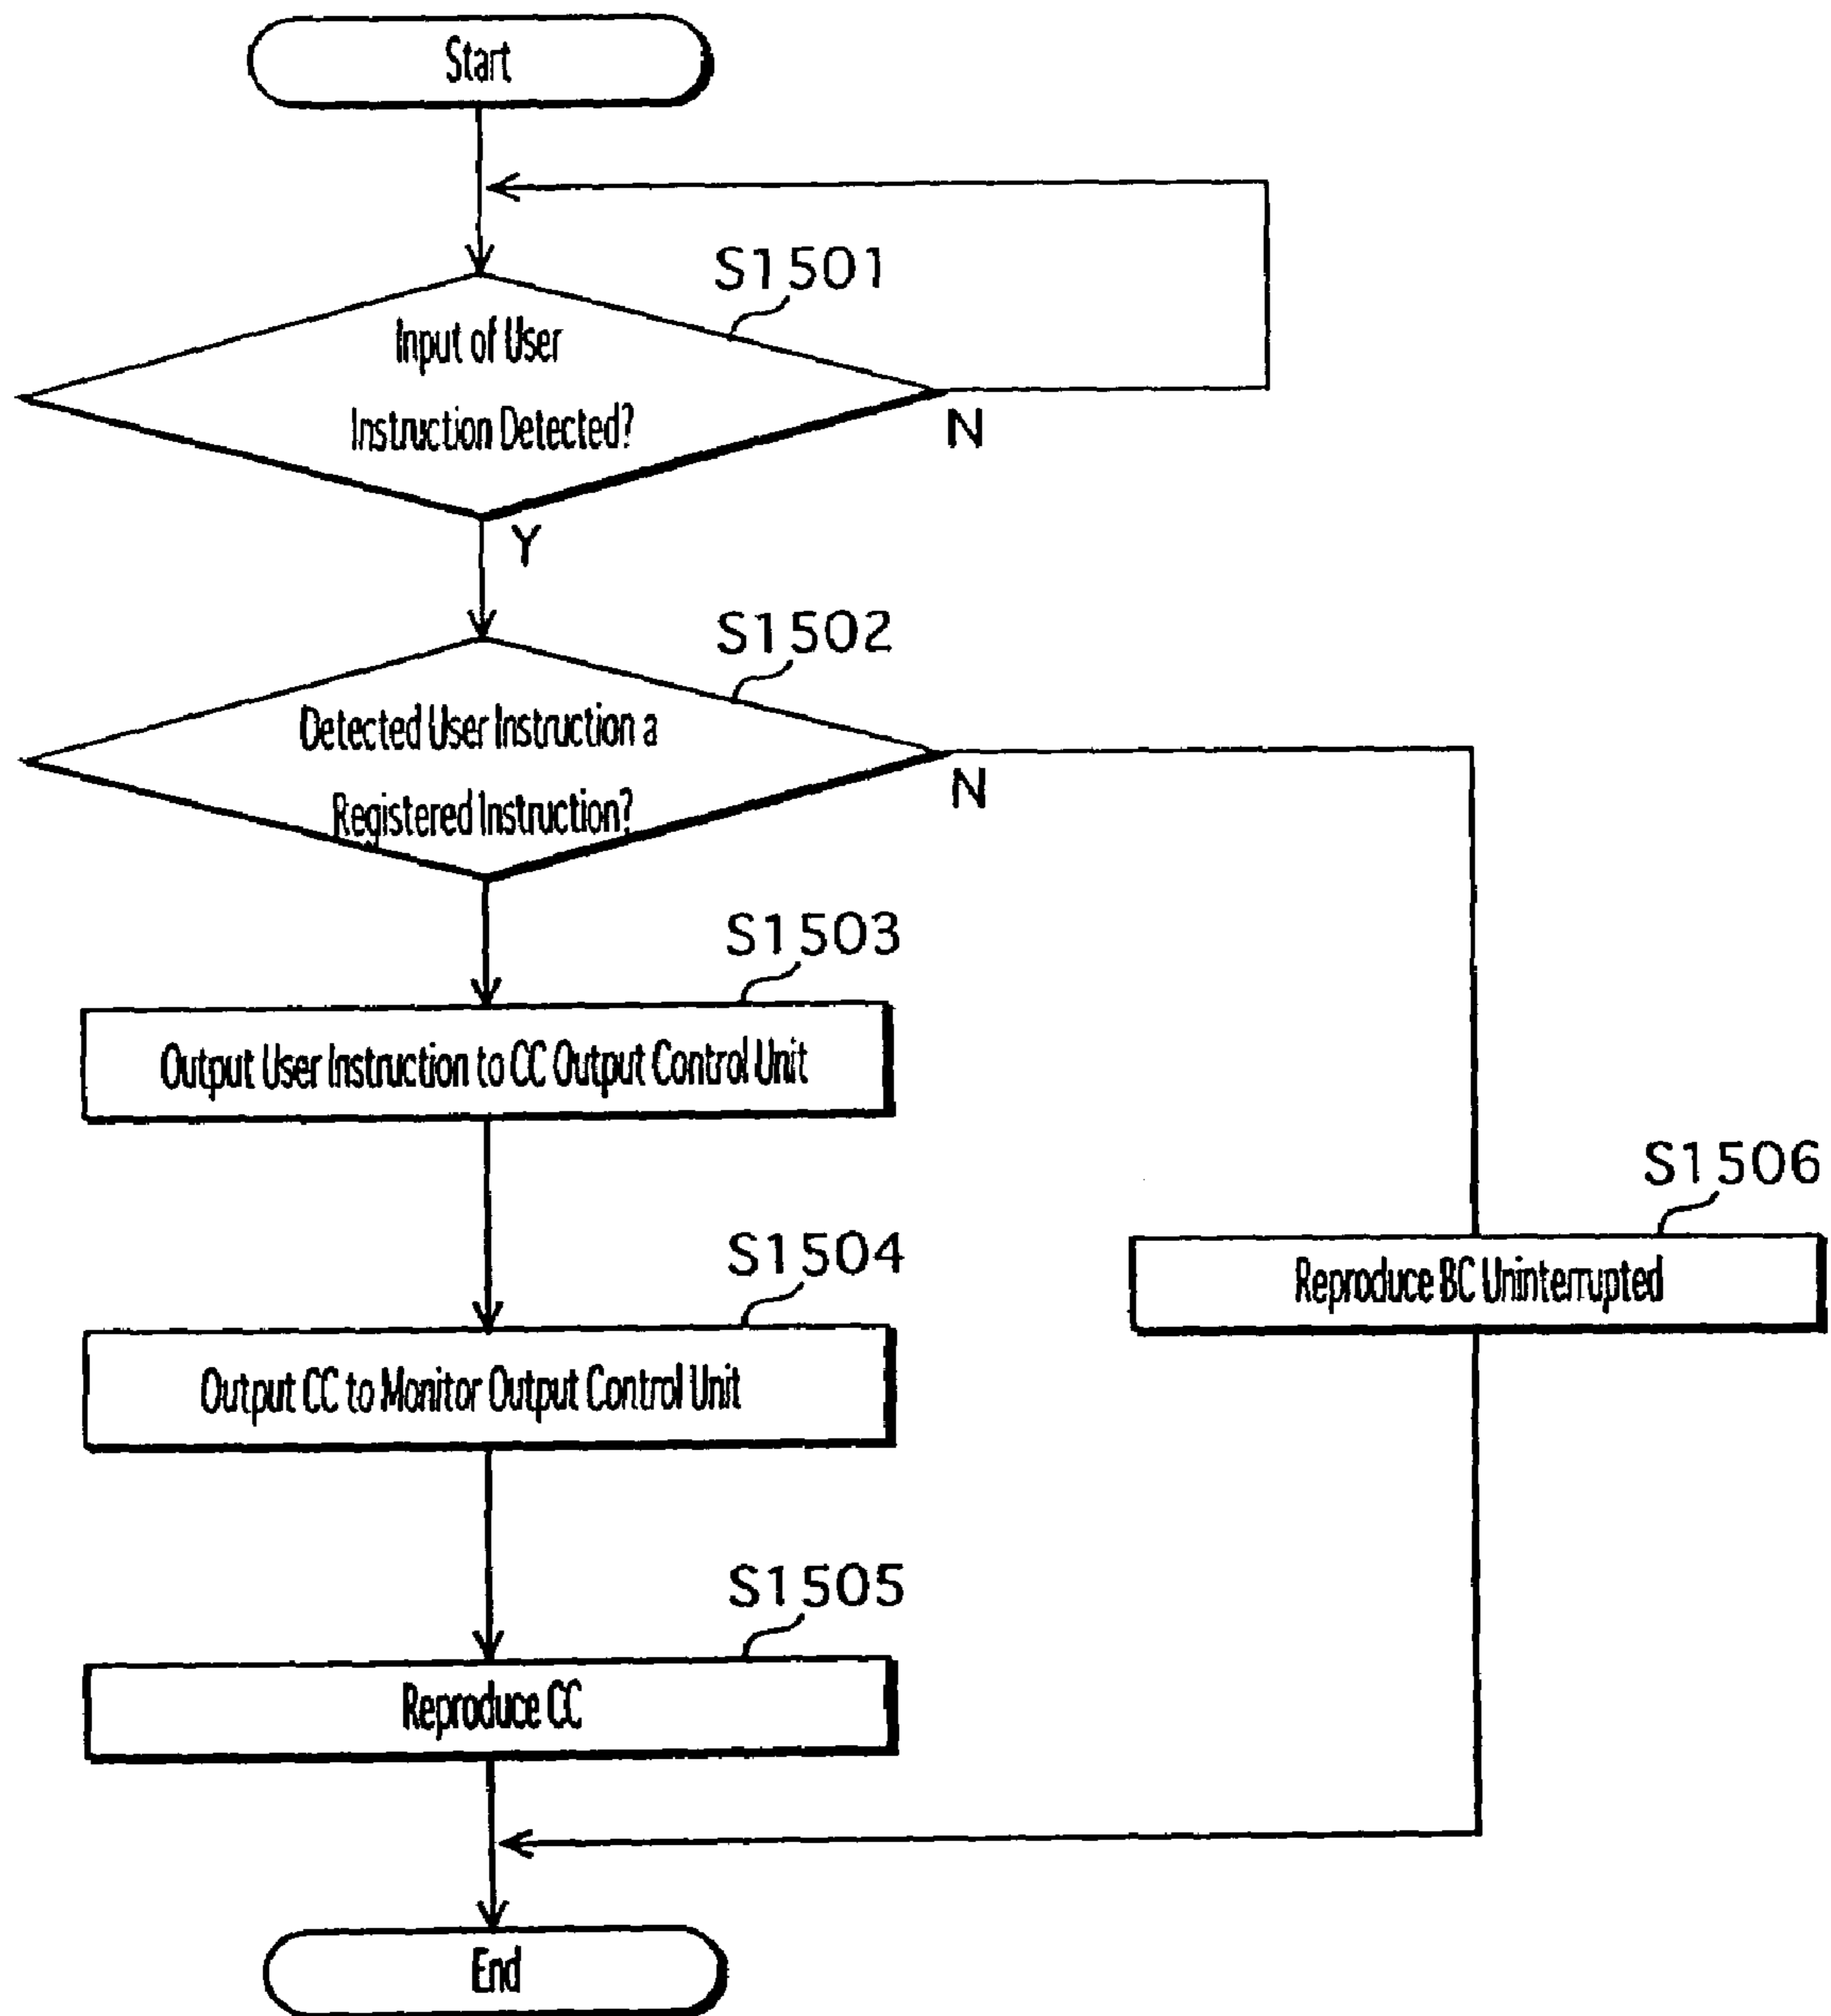 Start
S1501
Input of User
Instruction Detected?
N
Y
S1502
Detected User Instruction a
Registered Instruction?
N
S1503
Output User Instruction to CC Output Control Unit
S1506
Reproduce BC Uninterrupted
S1504
Output CC to Monitor Output Control Unit
S1505
Reproduce CC
End